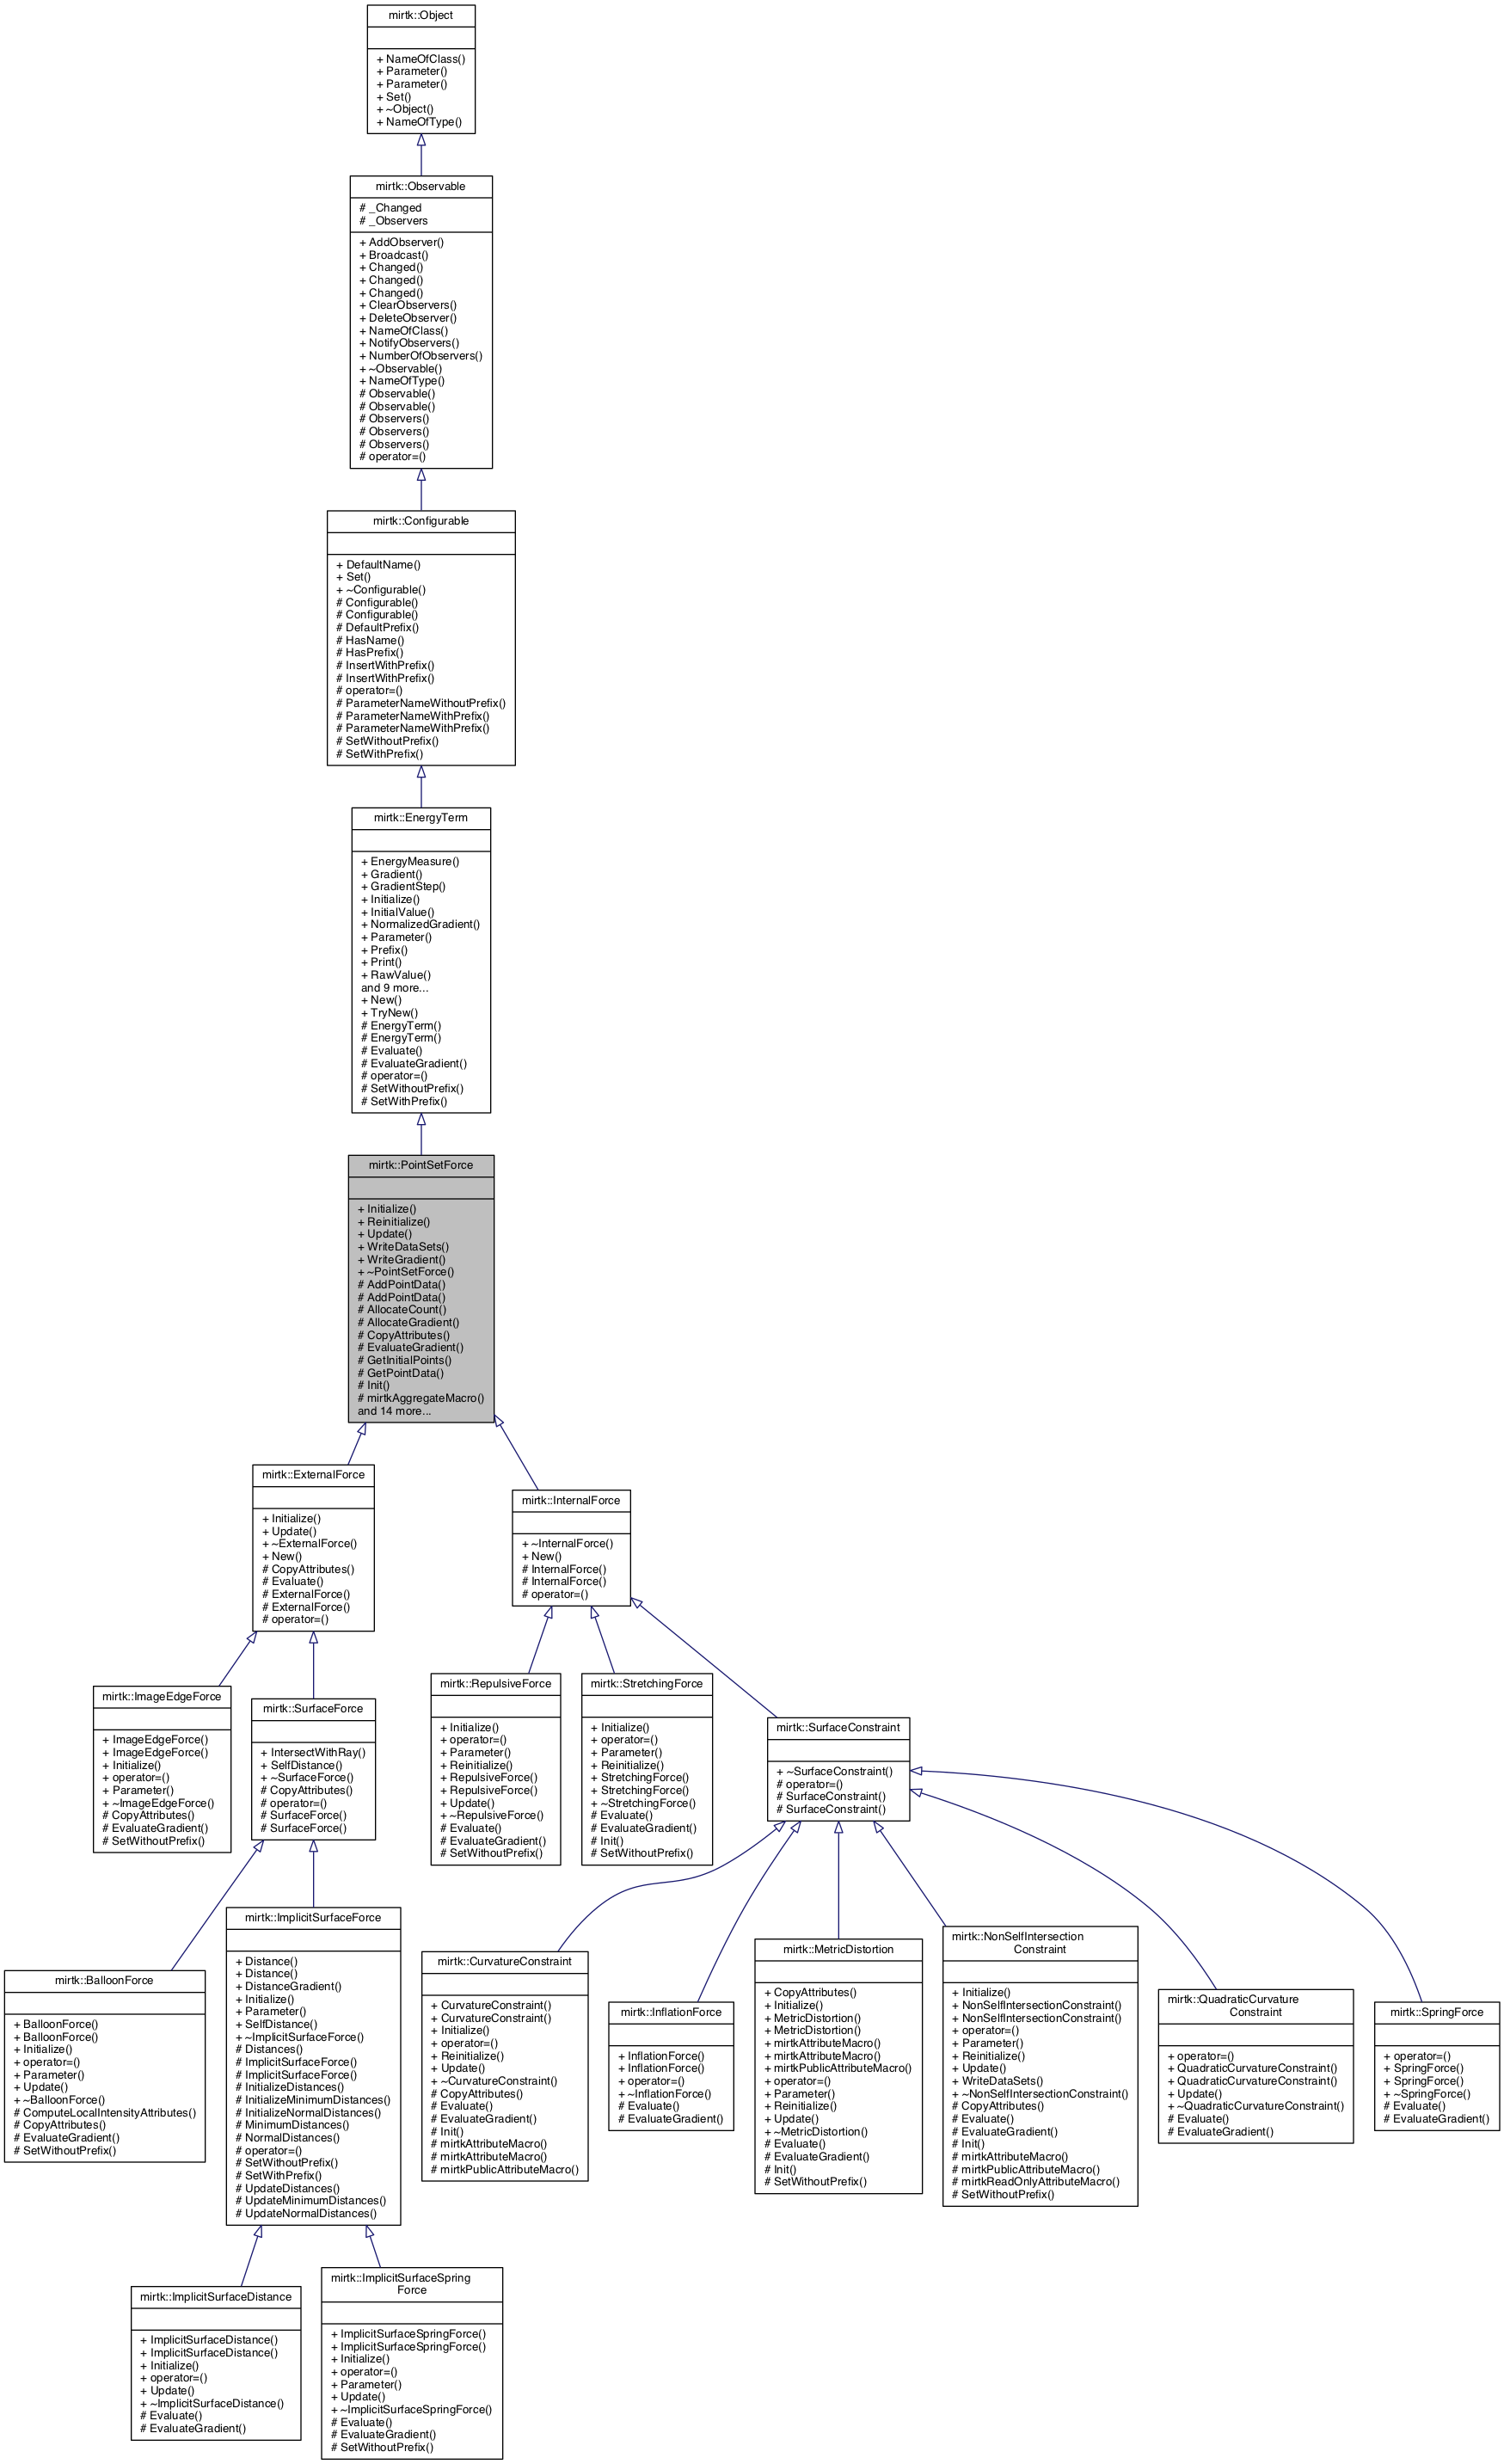 mirtk::Object
+ NameOfClass()
+ Parameter()
+ Parameter()
+ Set()
+ ~Object()
+ NameOfType()
mirtk::Observable
# _Changed
# _Observers
+ AddObserver()
+ Broadcast()
+ Changed()
+ Changed()
+ Changed()
+ ClearObservers()
+ DeleteObserver()
+ NameOfClass()
+ NotifyObservers()
+ NumberOfObservers()
+ ~Observable()
+ NameOfType()
# Observable()
# Observable()
# Observers()
# Observers()
# Observers()
# operator=()
mirtk::Configurable
+ DefaultName()
+ Set()
+ ~Configurable()
# Configurable()
# Configurable()
# DefaultPrefix()
# HasName()
# HasPrefix()
# InsertWithPrefix()
# InsertWithPrefix()
# operator=()
# ParameterNameWithoutPrefix()
# ParameterNameWithPrefix()
# ParameterNameWithPrefix()
# SetWithoutPrefix()
# SetWithPrefix()
mirtk::EnergyTerm
+ EnergyMeasure()
+ Gradient()
+ GradientStep()
+ Initialize()
+ InitialValue()
+ NormalizedGradient()
+ Parameter()
+ Prefix()
+ Print()
+ RawValue()
and 9 more...
+ New()
+ TryNew()
# EnergyTerm()
# EnergyTerm()
# Evaluate()
# EvaluateGradient()
# operator=()
# SetWithoutPrefix()
# SetWithPrefix()
mirtk::PointSetForce
+ Initialize()
+ Reinitialize()
+ Update()
+ WriteDataSets()
+ WriteGradient()
+ ~PointSetForce()
# AddPointData()
# AddPointData()
# AllocateCount()
# AllocateGradient()
# CopyAttributes()
# EvaluateGradient()
# GetInitialPoints()
# GetPointData()
# Init()
# mirtkAggregateMacro()
and 14 more...
mirtk::ExternalForce
+ Initialize()
+ Update()
+ ~ExternalForce()
+ New()
# CopyAttributes()
# Evaluate()
# ExternalForce()
# ExternalForce()
# operator=()
mirtk::InternalForce
+ ~InternalForce()
+ New()
# InternalForce()
# InternalForce()
# operator=()
mirtk::ImageEdgeForce
+ ImageEdgeForce()
+ ImageEdgeForce()
+ Initialize()
+ operator=()
+ Parameter()
+ ~ImageEdgeForce()
# CopyAttributes()
# EvaluateGradient()
# SetWithoutPrefix()
mirtk::SurfaceForce
+ IntersectWithRay()
+ SelfDistance()
+ ~SurfaceForce()
# CopyAttributes()
# operator=()
# SurfaceForce()
# SurfaceForce()
mirtk::RepulsiveForce
+ Initialize()
+ operator=()
+ Parameter()
+ Reinitialize()
+ RepulsiveForce()
+ RepulsiveForce()
+ Update()
+ ~RepulsiveForce()
# Evaluate()
# EvaluateGradient()
# SetWithoutPrefix()
mirtk::StretchingForce
+ Initialize()
+ operator=()
+ Parameter()
+ Reinitialize()
+ StretchingForce()
+ StretchingForce()
+ ~StretchingForce()
# Evaluate()
# EvaluateGradient()
# Init()
# SetWithoutPrefix()
mirtk::SurfaceConstraint
+ ~SurfaceConstraint()
# operator=()
# SurfaceConstraint()
# SurfaceConstraint()
mirtk::BalloonForce
+ BalloonForce()
+ BalloonForce()
+ Initialize()
+ operator=()
+ Parameter()
+ Update()
+ ~BalloonForce()
# ComputeLocalIntensityAttributes()
# CopyAttributes()
# EvaluateGradient()
# SetWithoutPrefix()
mirtk::ImplicitSurfaceForce
+ Distance()
+ Distance()
+ DistanceGradient()
+ Initialize()
+ Parameter()
+ SelfDistance()
+ ~ImplicitSurfaceForce()
# Distances()
# ImplicitSurfaceForce()
# ImplicitSurfaceForce()
# InitializeDistances()
# InitializeMinimumDistances()
# InitializeNormalDistances()
# MinimumDistances()
# NormalDistances()
# operator=()
# SetWithoutPrefix()
# SetWithPrefix()
# UpdateDistances()
# UpdateMinimumDistances()
# UpdateNormalDistances()
mirtk::CurvatureConstraint
+ CurvatureConstraint()
+ CurvatureConstraint()
+ Initialize()
+ operator=()
+ Reinitialize()
+ Update()
+ ~CurvatureConstraint()
# CopyAttributes()
# Evaluate()
# EvaluateGradient()
# Init()
# mirtkAttributeMacro()
# mirtkAttributeMacro()
# mirtkPublicAttributeMacro()
mirtk::InflationForce
+ InflationForce()
+ InflationForce()
+ operator=()
+ ~InflationForce()
# Evaluate()
# EvaluateGradient()
mirtk::MetricDistortion
+ CopyAttributes()
+ Initialize()
+ MetricDistortion()
+ MetricDistortion()
+ mirtkAttributeMacro()
+ mirtkAttributeMacro()
+ mirtkPublicAttributeMacro()
+ operator=()
+ Parameter()
+ Reinitialize()
+ Update()
+ ~MetricDistortion()
# Evaluate()
# EvaluateGradient()
# Init()
# SetWithoutPrefix()
mirtk::NonSelfIntersection
Constraint
+ Initialize()
+ NonSelfIntersectionConstraint()
+ NonSelfIntersectionConstraint()
+ operator=()
+ Parameter()
+ Reinitialize()
+ Update()
+ WriteDataSets()
+ ~NonSelfIntersectionConstraint()
# CopyAttributes()
# Evaluate()
# EvaluateGradient()
# Init()
# mirtkAttributeMacro()
# mirtkPublicAttributeMacro()
# mirtkReadOnlyAttributeMacro()
# SetWithoutPrefix()
mirtk::QuadraticCurvature
Constraint
+ operator=()
+ QuadraticCurvatureConstraint()
+ QuadraticCurvatureConstraint()
+ Update()
+ ~QuadraticCurvatureConstraint()
# Evaluate()
# EvaluateGradient()
mirtk::SpringForce
+ operator=()
+ SpringForce()
+ SpringForce()
+ ~SpringForce()
# Evaluate()
# EvaluateGradient()
mirtk::ImplicitSurfaceDistance
+ ImplicitSurfaceDistance()
+ ImplicitSurfaceDistance()
+ Initialize()
+ operator=()
+ Update()
+ ~ImplicitSurfaceDistance()
# Evaluate()
# EvaluateGradient()
mirtk::ImplicitSurfaceSpring
Force
+ ImplicitSurfaceSpringForce()
+ ImplicitSurfaceSpringForce()
+ Initialize()
+ operator=()
+ Parameter()
+ Update()
+ ~ImplicitSurfaceSpringForce()
# Evaluate()
# EvaluateGradient()
# SetWithoutPrefix()